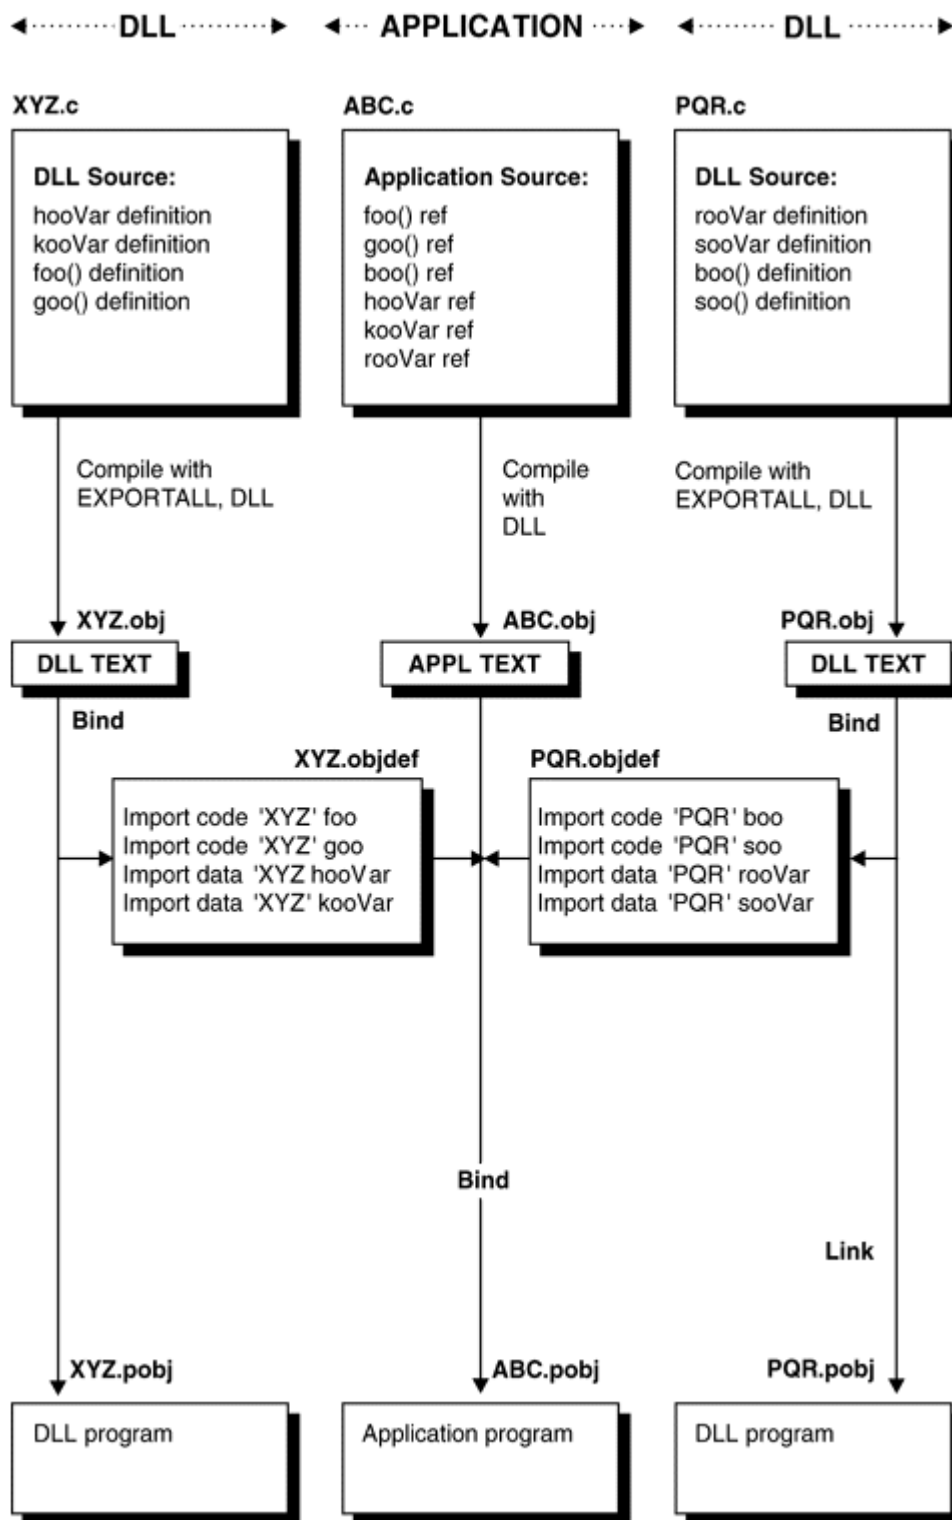 DLL
APPLICATION
DLL
XYZ.c
DLL Source:
hooVar definition
kooVar definition
foo() definition
goo() definition
ABC.c
Application Source:
foo() ref
goo() ref
boo() ref
hooVar ref
kooVar ref
rooVar ref
PQR.c
DLL Source:
rooVar definition
sooVar definition
boo() definition
soo() definition
Compile with
EXPORTALL, DLL
Compile
with
DLL
Compile with
EXPORTALL, DLL
XYZ.obj
DLL TEXT
ABC.obj
APPL TEXT
PQR.obj
DLL TEXT
Bind
Bind
XYZ.objdef
Import code 'XYZ' foo
Import code 'XYZ' goo
Import data 'XYZ hooVar
Import data 'XYZ' kooVar
PQR.objdef
Import code 'PQR' boo
Import code 'PQR' soo
Import data 'PQR' rooVar
Import data 'PQR' sooVar
Bind
Link
XYZ.pobj
DLL program
ABC.pobj
Application program
PQR.pobj
DLL program